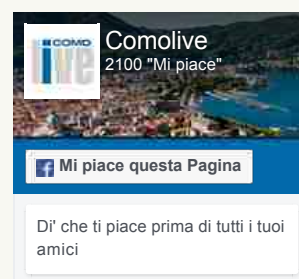 COMO
live
Comolive
2100 "Mi piace"
Mi piace questa Pagina
Di' che ti piace prima di tutti i tuoi
amici